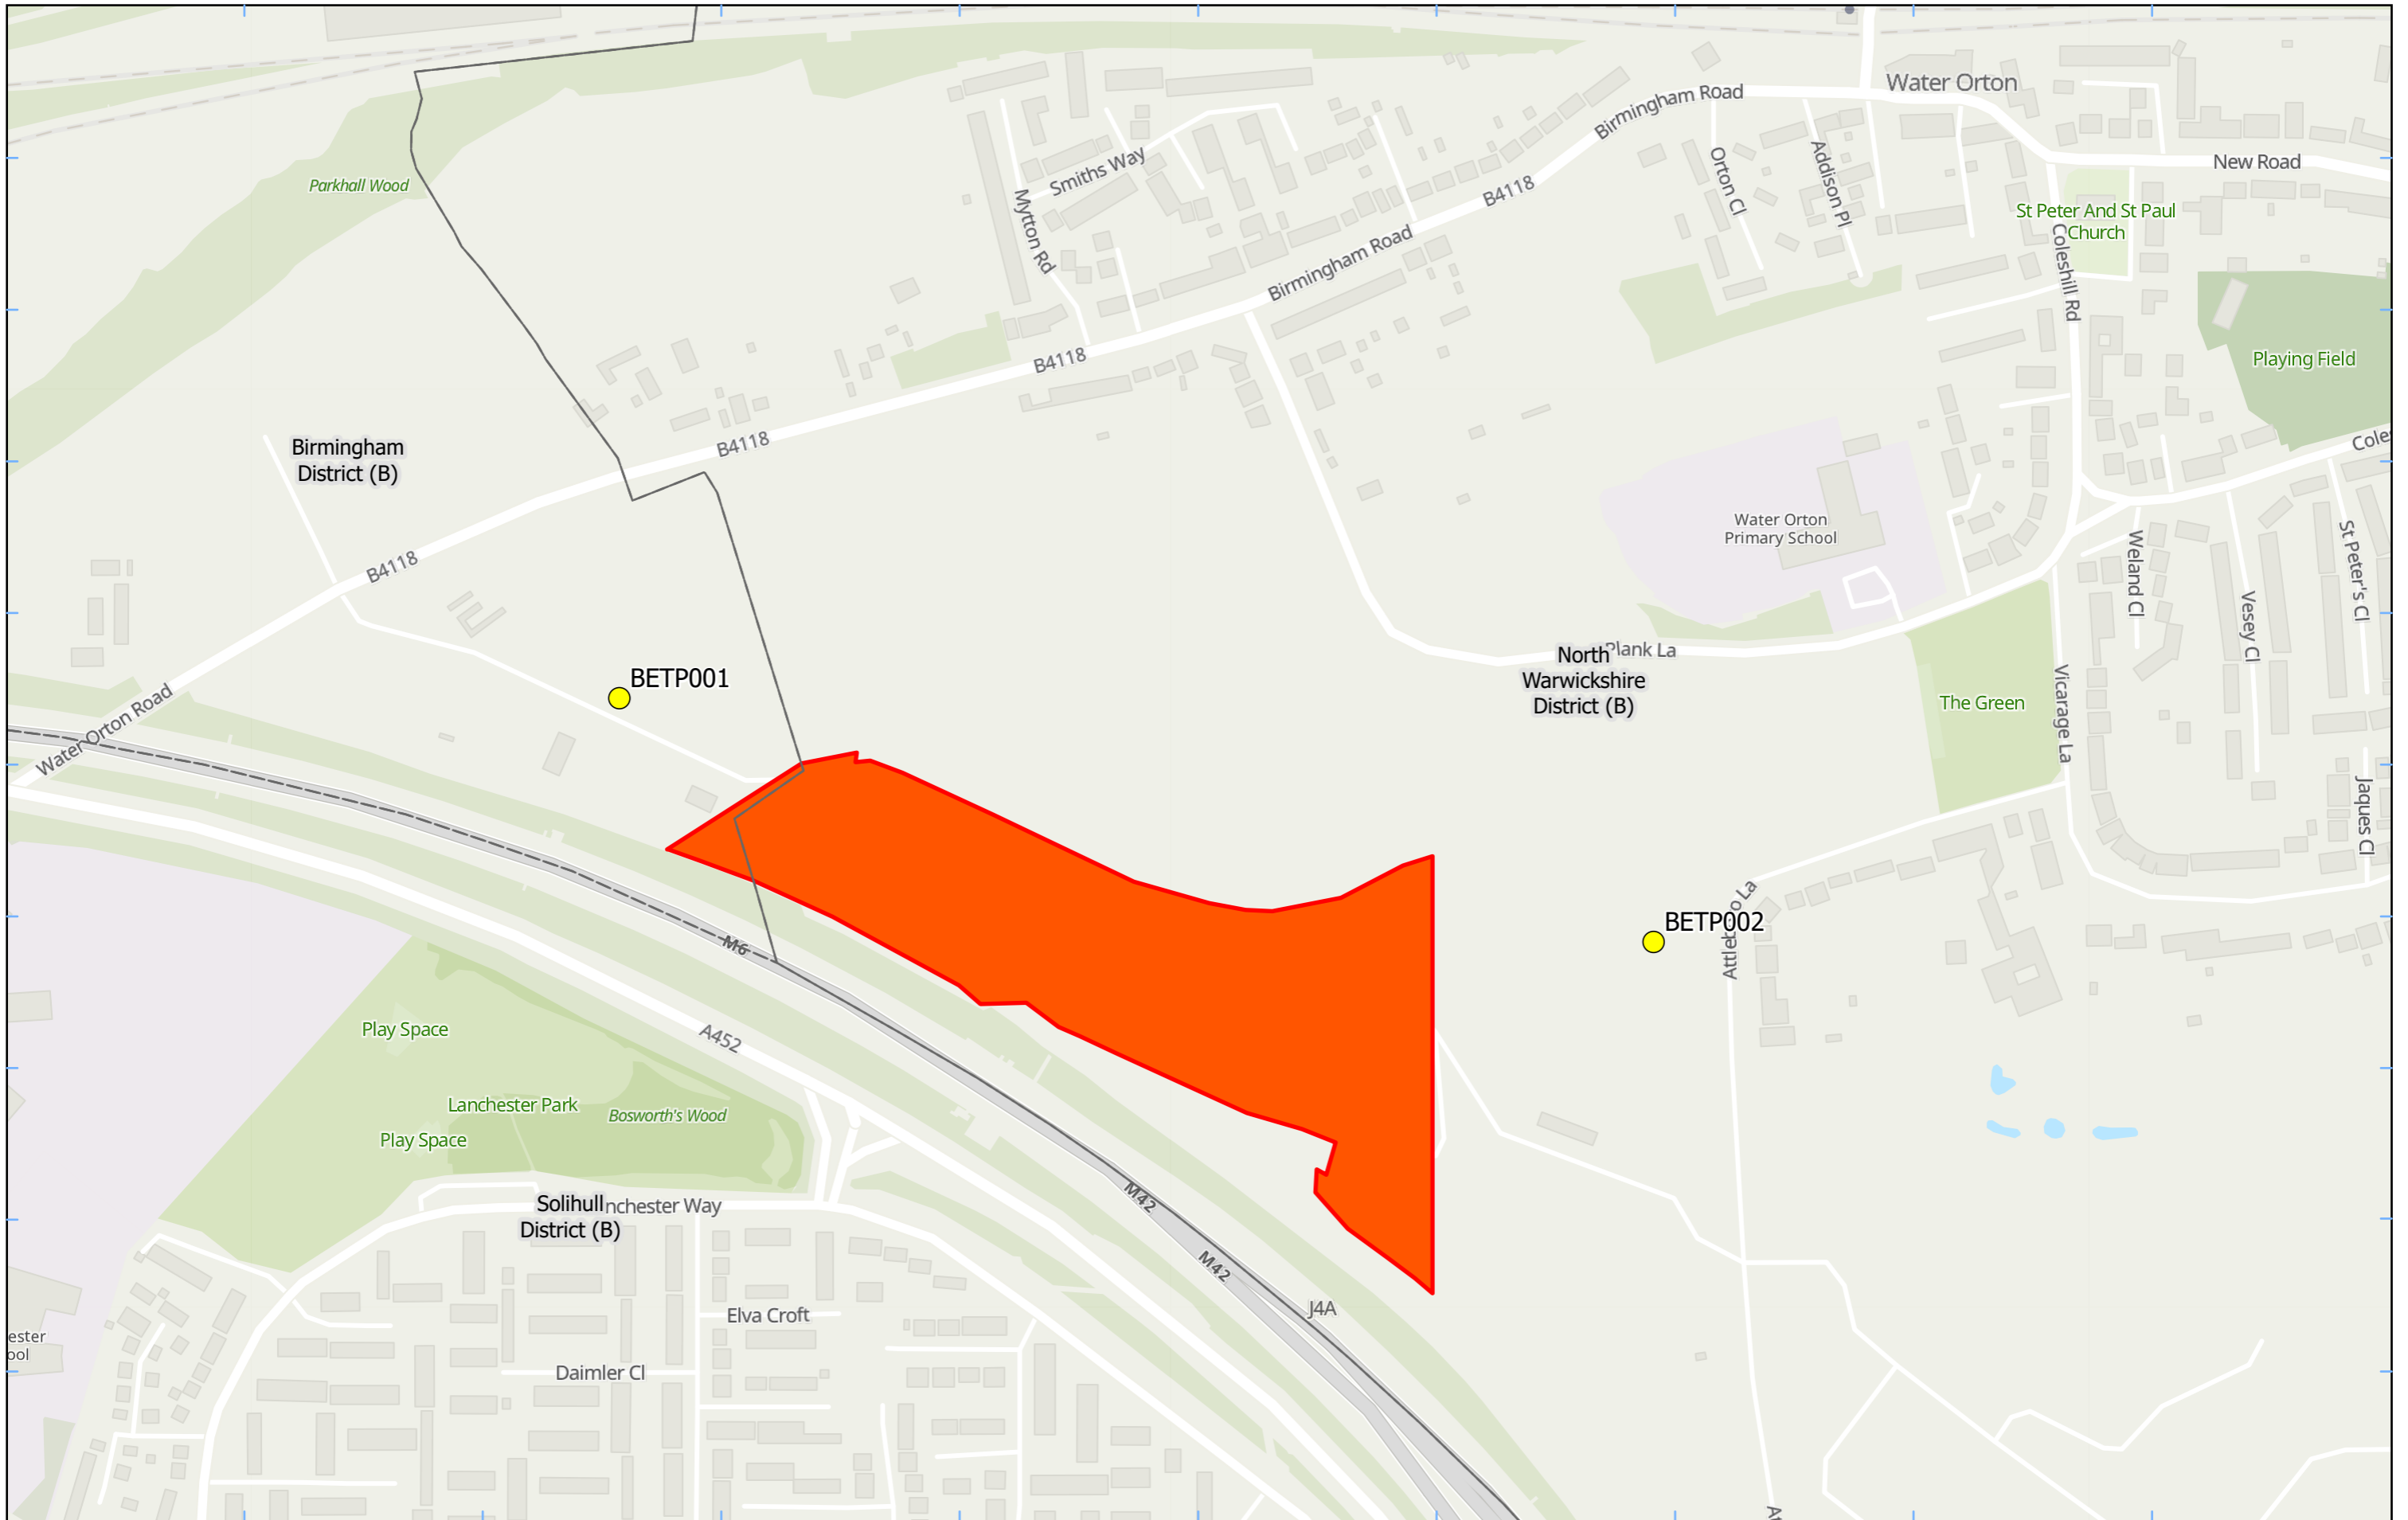 Water Orton
Birmingham Road
New Road
Smiths Way
Orton Cl
Addison Pl
Parkhall Wood
B4118
St Peter And St Paul
Church
Mytton Rd
Birmingham Road
Coleshill Rd
B4118
Playing Field
B4118
Birmingham
District (B)
Water Orton
Primary School
B4118
Weland Cl
St Peter's Cl
Vesey Cl
Plank La
North
Warwickshire
District (B)
BETP001
The Green
Vicarage La
Water Orton Road
Jaques Cl
BETP002
M6
Play Space
A452
Lanchester Park
Bosworth's Wood
Play Space
M42
Solihull
District (B)
nchester Way
M42
J4A
Elva Croft
ester
ool
Daimler Cl